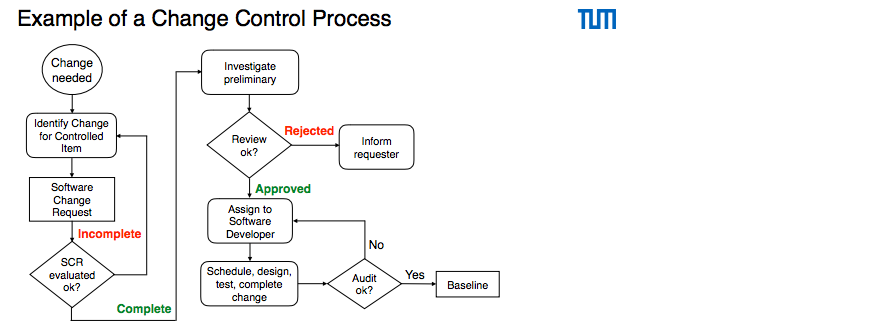 Example of a Change Control Process
TUM
Change
needed
Identify Change
for Controlled
Item
Software
Change
Request
Incomplete
SCR
evaluated
ok?
Complete
Investigate
preliminary
Review
ok?
Rejected
Inform
requester
Approved
Assign to
Software
Developer
No
Schedule, design,
test, complete
change
Audit
ok?
Yes
Baseline